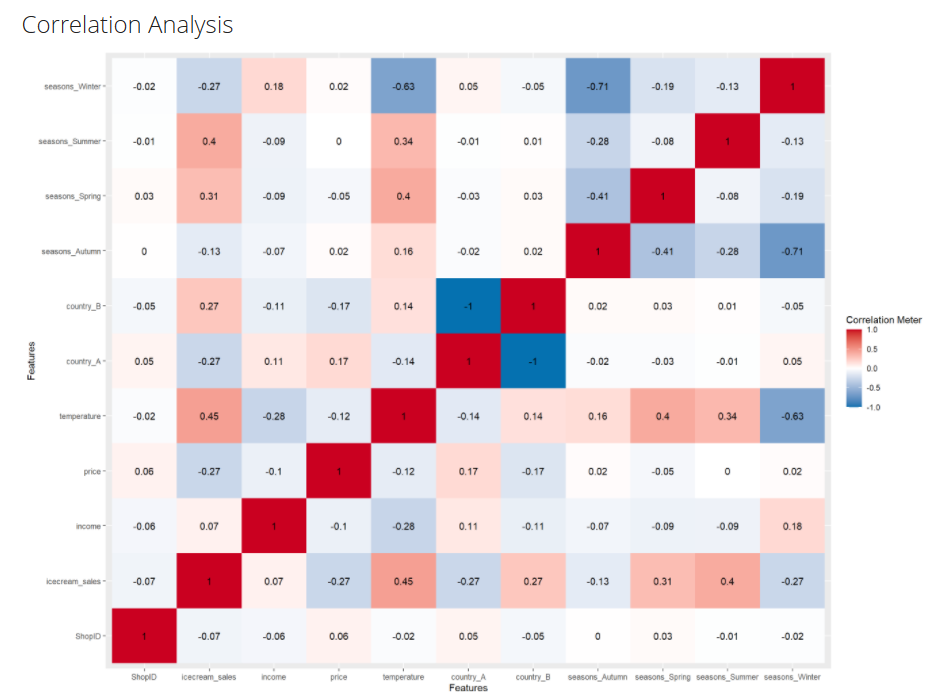 Correlation Analysis
seasons_Winter -0.02 -0.27 0.18 0.02 -0.63 0.05 -0.05 -0.71 -0.19 -0.13 1
seasons_Summer -0.01 0.4 -0.09 0 0.34 -0.01 0.01 -0.28 -0.08 1 -0.13
seasons_Spring 0.03 0.31 -0.09 -0.05 0.4 -0.03 0.03 -0.41 1 -0.08 -0.19
seasons_Autumn 0 -0.13 -0.07 0.02 0.16 -0.02 0.02 1 -0.41 -0.28 -0.71
country_B -0.05 0.27 -0.11 -0.17 0.14 -1 1 0.02 0.03 0.01 -0.05
country_A 0.05 -0.27 0.11 0.17 -0.14 1 -1 -0.02 -0.03 -0.01 0.05
temperature -0.02 0.45 -0.28 -0.12 1 -0.14 0.14 0.16 0.4 0.34 -0.63
price 0.06 -0.27 -0.1 1 -0.12 0.17 -0.17 0.02 -0.05 0 0.02
income -0.06 0.07 1 -0.1 -0.28 0.11 -0.11 -0.07 -0.09 -0.09 0.18
icecream_sales -0.07 1 0.07 -0.27 0.45 -0.27 0.27 -0.13 0.31 0.4 -0.27
ShopID 1 -0.07 -0.06 0.06 -0.02 0.05 -0.05 0 0.03 -0.01 -0.02
ShopID icecream_sales income price temperature country_A country_B seasons_Autumn seasons_Spring seasons_Summer seasons_Winter
Features
Features
Correlation Meter
1.0
0.5
0.0
-0.5
-1.0